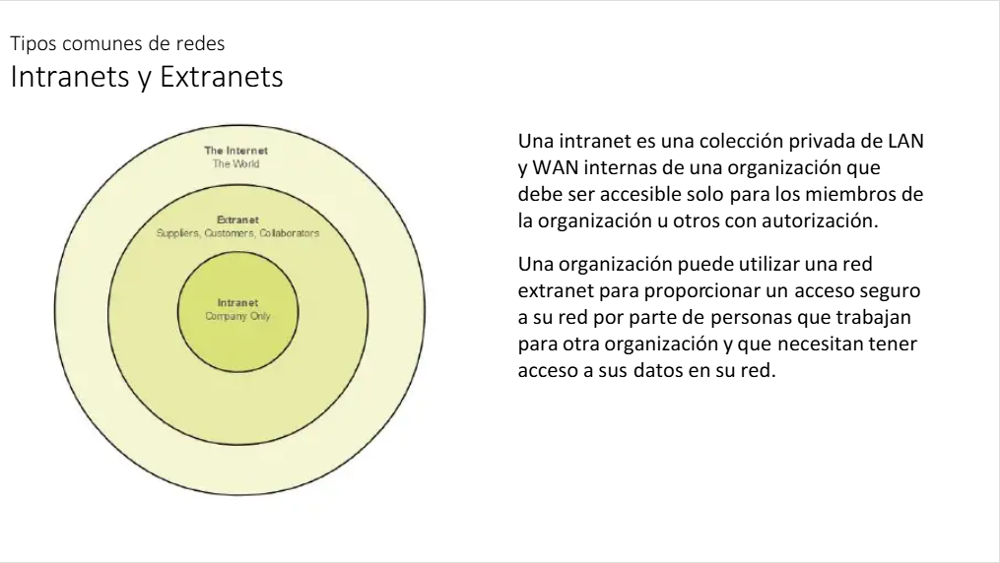 Tipos comunes de redes
Intranets y Extranets
The Internet
The World
Extranet
Suppliers, Customers, Collaborators
Intranet
Company Only
Una intranet es una colección privada de LAN
y WAN internas de una organización que
debe ser accesible solo para los miembros de
la organización u otros con autorización.
Una organización puede utilizar una red
extranet para proporcionar un acceso seguro
a su red por parte de personas que trabajan
para otra organización y que necesitan tener
acceso a sus datos en su red.